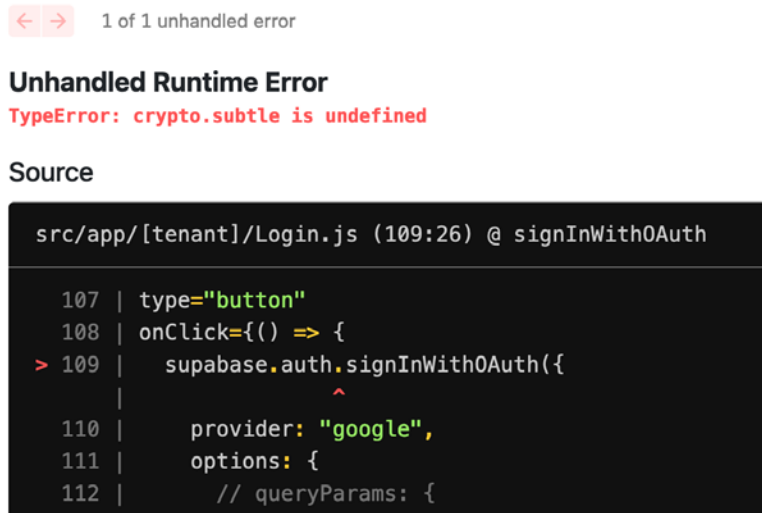 ← → 1 of 1 unhandled error
Unhandled Runtime Error
TypeError: crypto.subtle is undefined
Source
src/app/[tenant]/Login.js (109:26) @ signInWithOAuth
107 | type="button"
108 | onClick={() => {
> 109 | supabase.auth.signInWithOAuth({
| ^
110 | provider: "google",
111 | options: {
112 | // queryParams: {